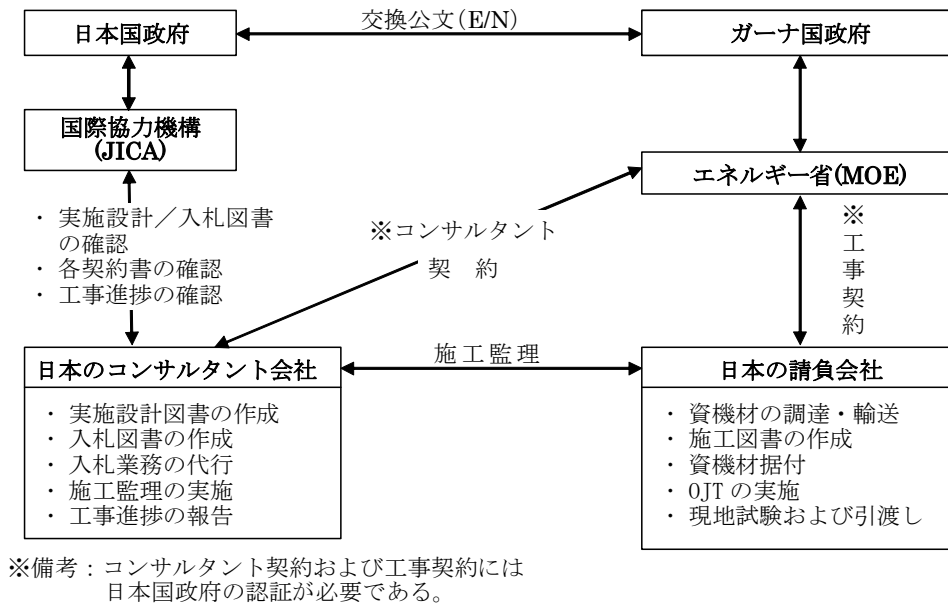 日本国政府
交換公文(E/N)
ガーナ国政府
国際協力機構
(JICA)
エネルギー省(MOE)
・ 実施設計／入札図書
の確認
・ 各契約書の確認
・ 工事進捗の確認
※コンサルタント
契　約
※工事契約
日本のコンサルタント会社
施工監理
日本の請負会社
・ 実施設計図書の作成
・ 入札図書の作成
・ 入札業務の代行
・ 施工監理の実施
・ 工事進捗の報告
・ 資機材の調達・輸送
・ 施工図書の作成
・ 資機材据付
・ OJT の実施
・ 現地試験および引渡し
※備考：コンサルタント契約および工事契約には
日本国政府の認証が必要である。